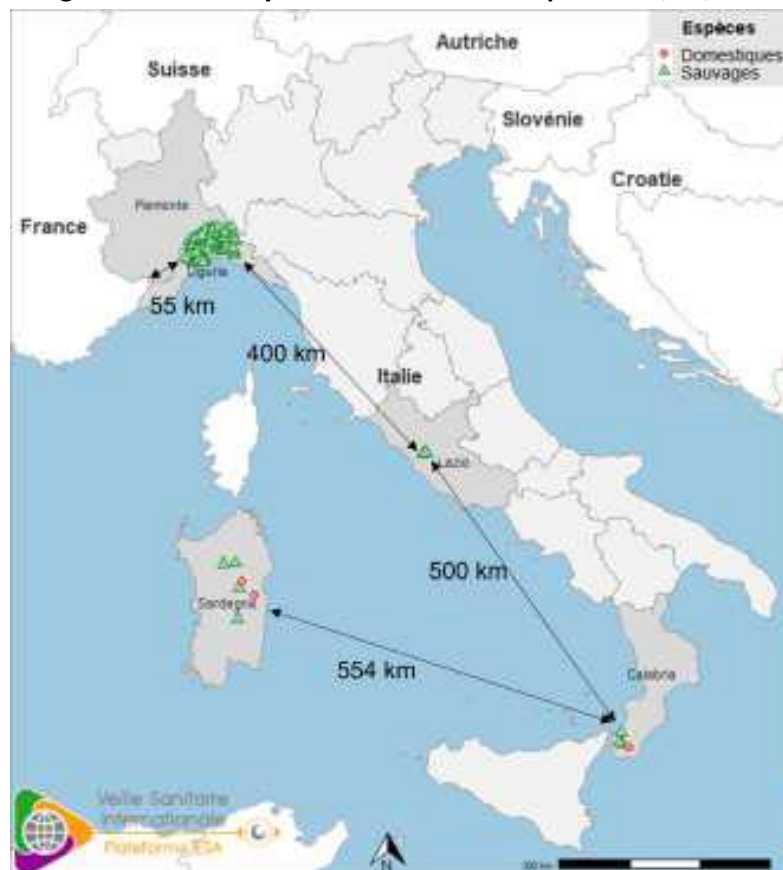 Espèces
Domestiques
Sauvages
Autriche
Suisse
Slovénie
Croatie
Piemonte
France
Liguria
55 km
400 km
Italie
Lazio
500 km
Sardegna
554 km
Calabria
Veille Sanitaire
Internationale
Plateforme ESA
N